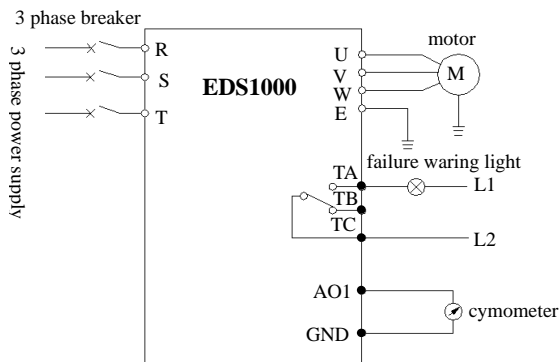 3 phase breaker
3 phase power supply
R
S
T
EDS1000
U
V
W
E
motor
M
failure waring light
TA
L1
TB
TC
L2
AO1
cymometer
GND